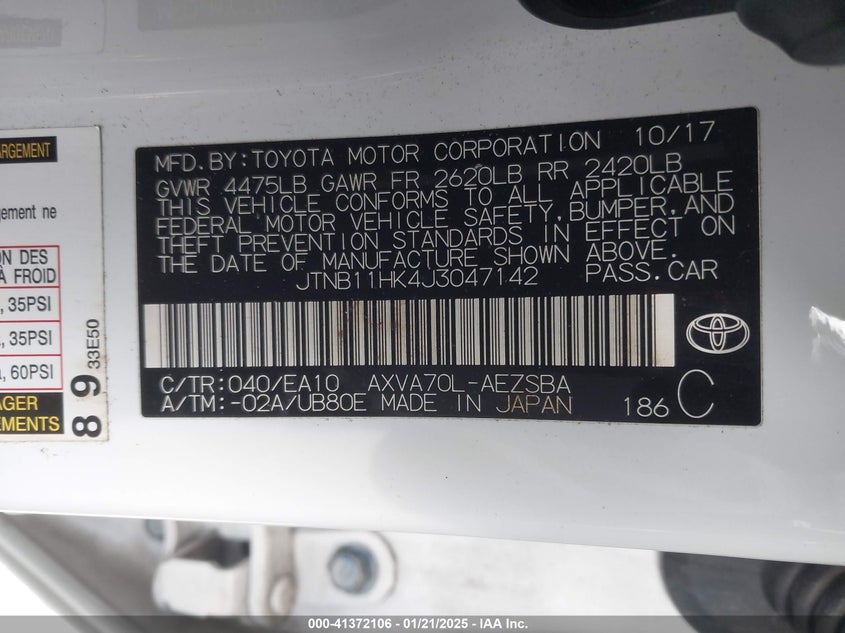 MFD. BY: TOYOTA MOTOR CORPORATION 10/17
GVWR 4475LB GAWR FR 2620LB RR 2420LB
THIS VEHICLE CONFORMS TO ALL APPLICABLE
FEDERAL MOTOR VEHICLE SAFETY, BUMPER, AND
THEFT PREVENTION STANDARDS IN EFFECT ON
THE DATE OF MANUFACTURE SHOWN ABOVE.
JTNB11HK4J3047142 PASS.CAR
C/TR: 040/EA10 AXVA70L-AEZSBA
A/TM: -02A/UB80E MADE IN JAPAN 186 C
ARGEMENT
gement ne
ON DES
À FROID
, 35PSI
, 35PSI
a, 60PSI
AGER
EMENTS
89 33E50
000-41372106 - 01/21/2025 - © IAA Inc.